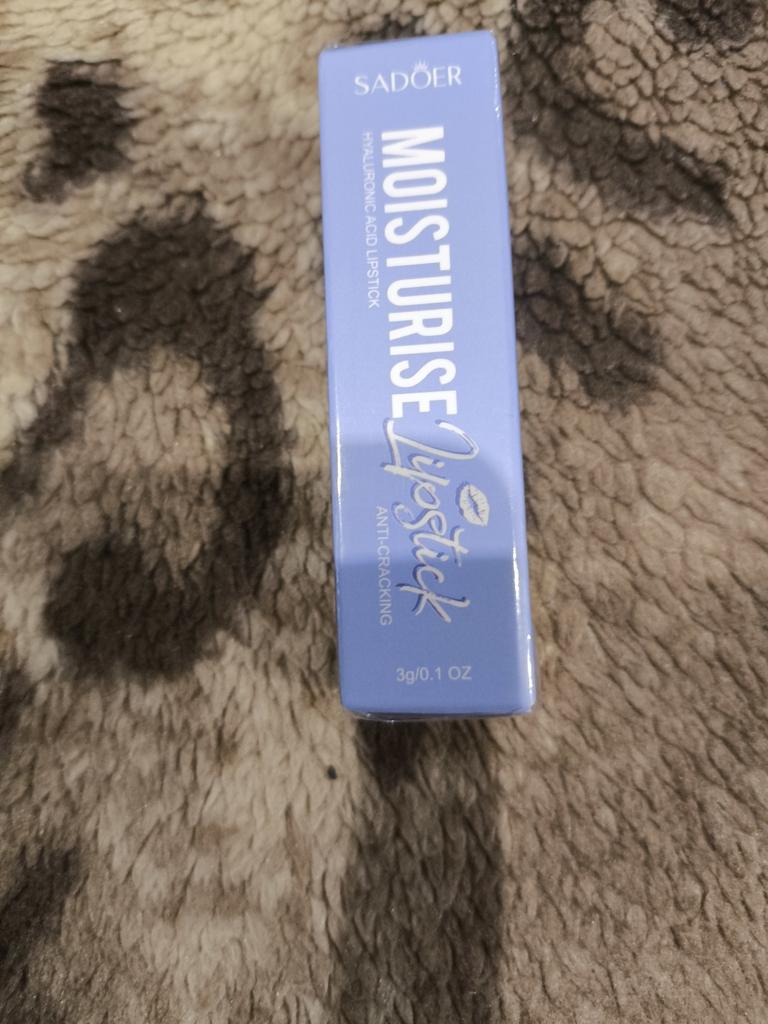 SADOER
MOISTURISE
HYALURONIC ACID LIPSTICK
Lipstick
ANTI-CRACKING
3g/0.1 OZ